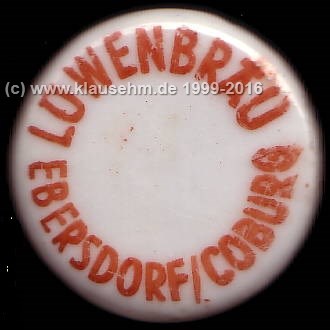 LÖWENBRÄU
EBERSDORF/COBURG
(c) www.klausehm.de 1999-2016